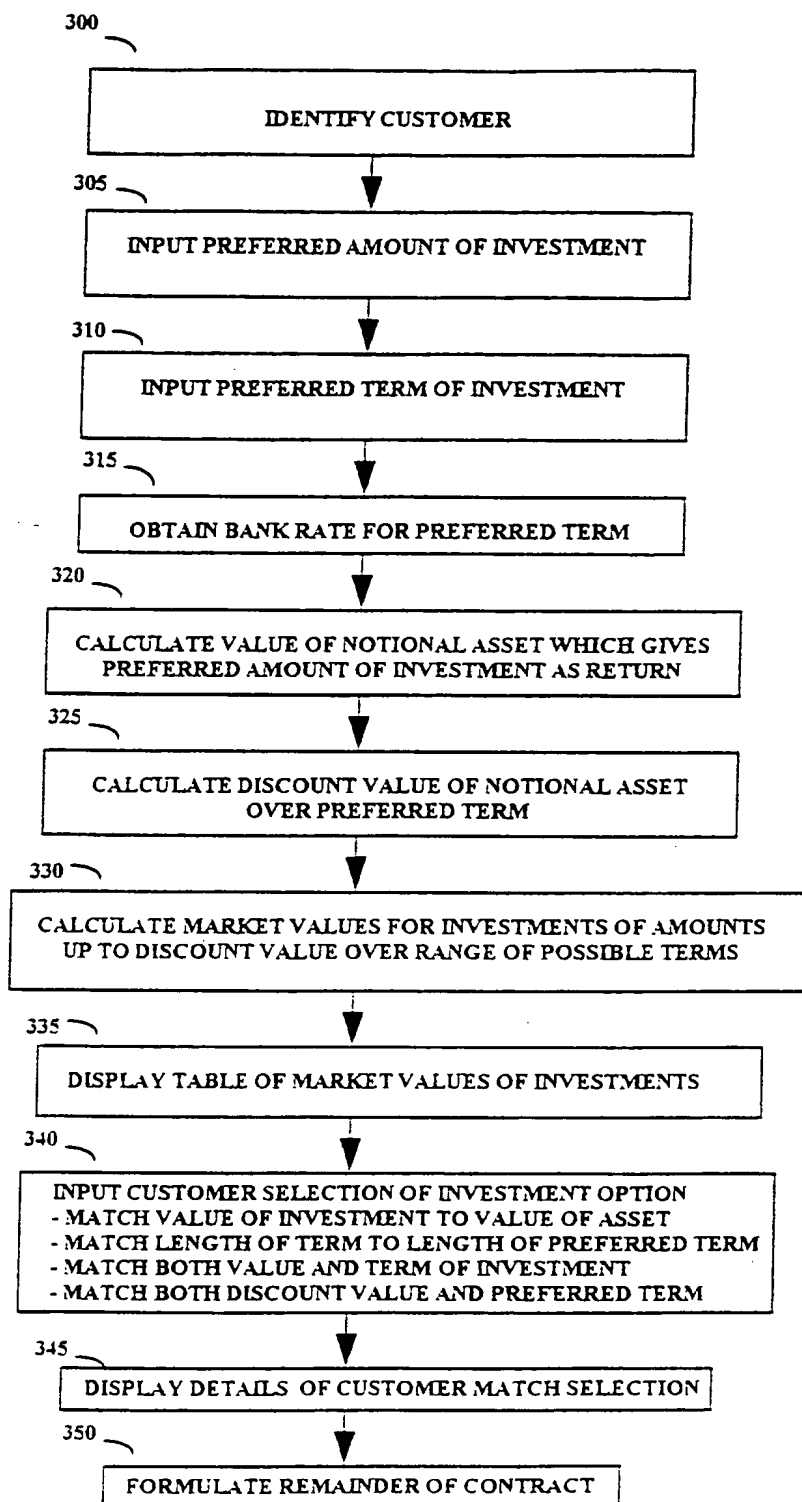 300
IDENTIFY CUSTOMER
305
INPUT PREFERRED AMOUNT OF INVESTMENT
310
INPUT PREFERRED TERM OF INVESTMENT
315
OBTAIN BANK RATE FOR PREFERRED TERM
320
CALCULATE VALUE OF NOTIONAL ASSET WHICH GIVES
PREFERRED AMOUNT OF INVESTMENT AS RETURN
325
CALCULATE DISCOUNT VALUE OF NOTIONAL ASSET
OVER PREFERRED TERM
330
CALCULATE MARKET VALUES FOR INVESTMENTS OF AMOUNTS
UP TO DISCOUNT VALUE OVER RANGE OF POSSIBLE TERMS
335
DISPLAY TABLE OF MARKET VALUES OF INVESTMENTS
340
INPUT CUSTOMER SELECTION OF INVESTMENT OPTION
- MATCH VALUE OF INVESTMENT TO VALUE OF ASSET
- MATCH LENGTH OF TERM TO LENGTH OF PREFERRED TERM
- MATCH BOTH VALUE AND TERM OF INVESTMENT
- MATCH BOTH DISCOUNT VALUE AND PREFERRED TERM
345
DISPLAY DETAILS OF CUSTOMER MATCH SELECTION
350
FORMULATE REMAINDER OF CONTRACT